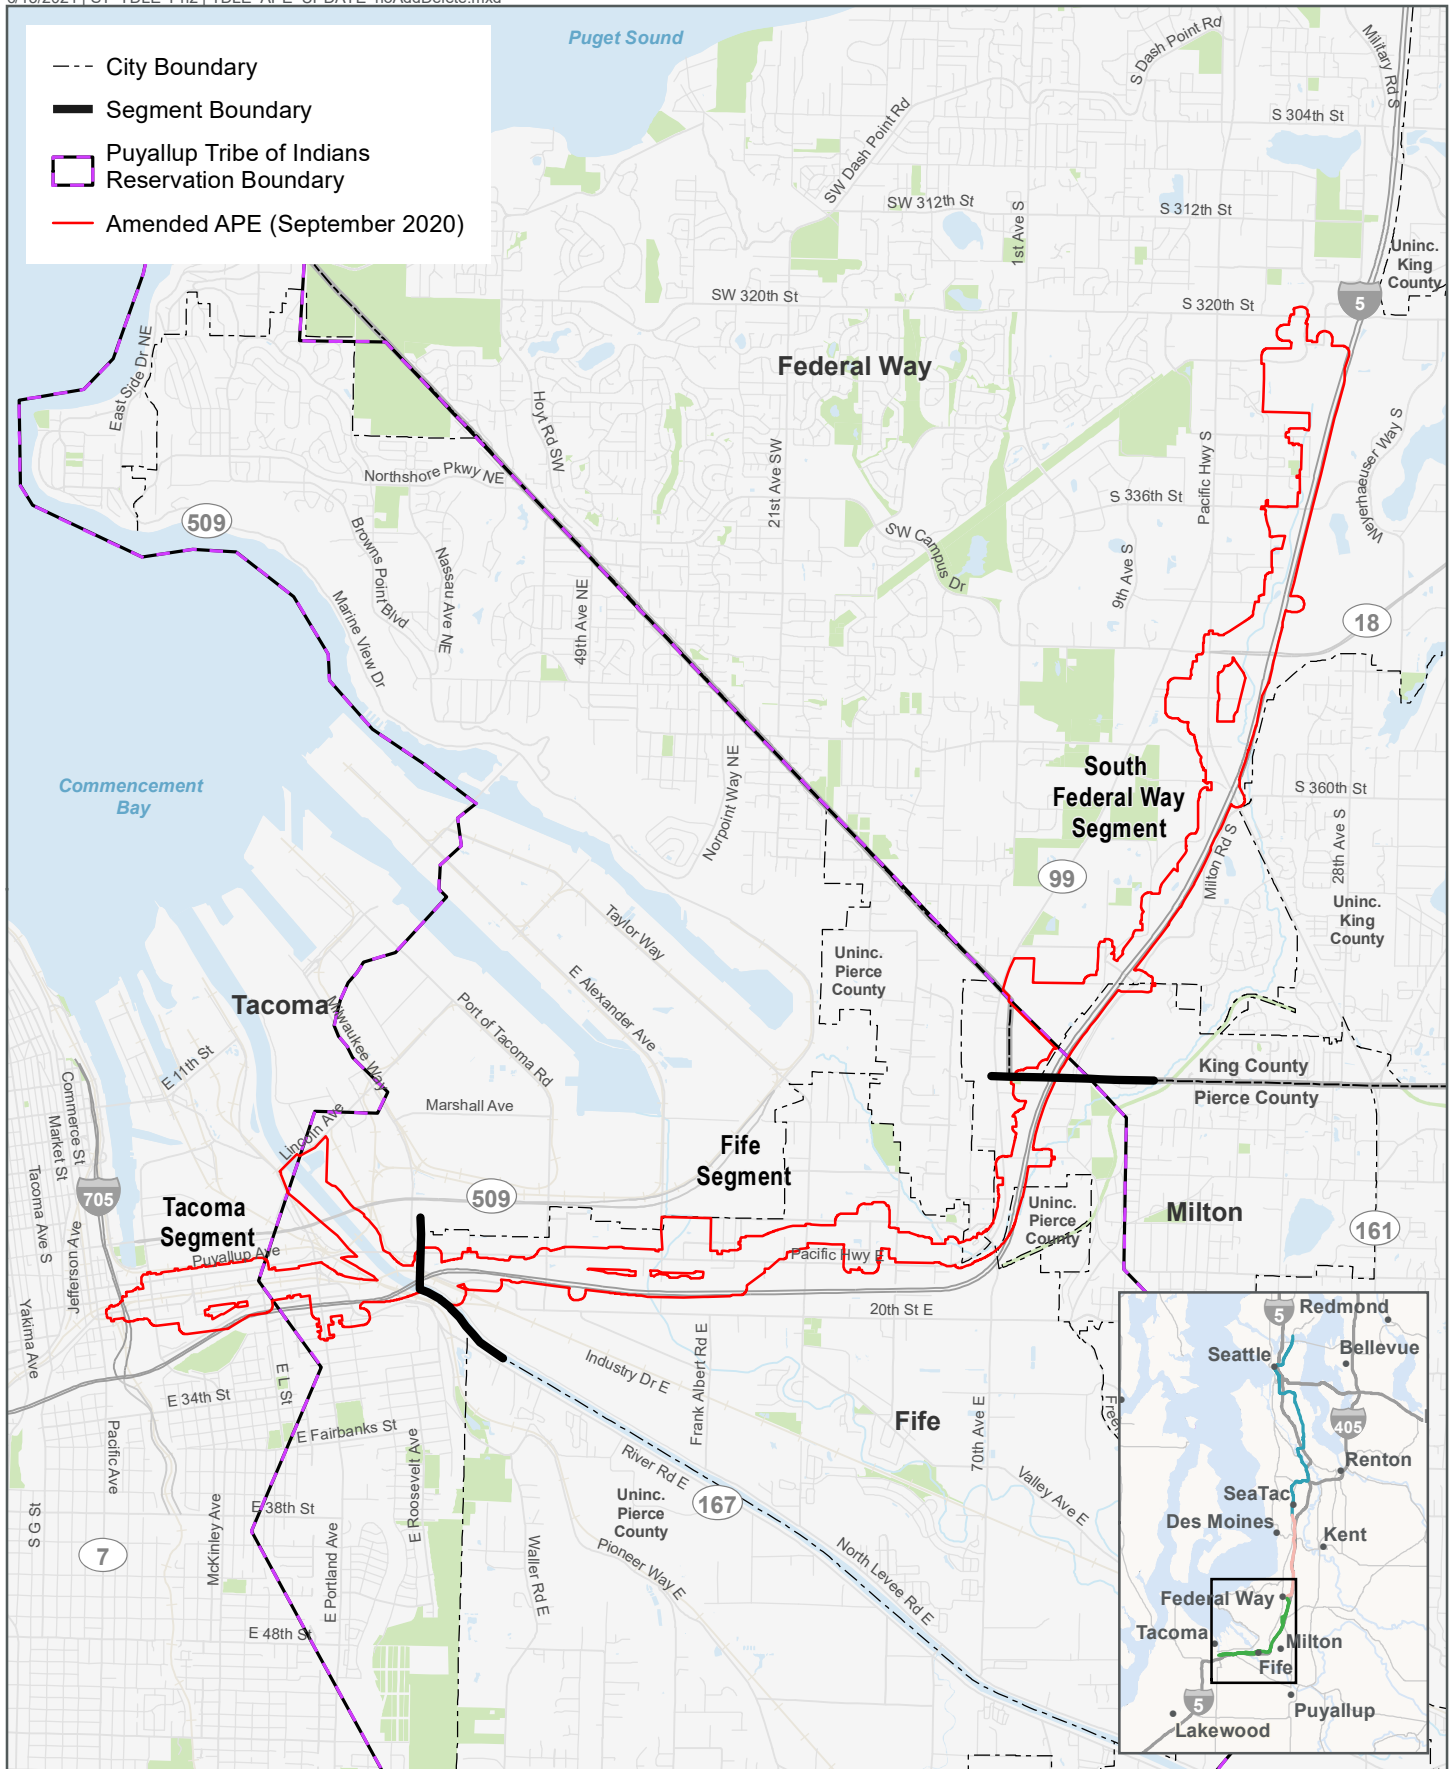 Puget Sound
City Boundary
Segment Boundary
Puyallup Tribe of Indians
Reservation Boundary
Amended APE (September 2020)
S Dash Point Rd
Military Rd S
S 304th St
SW Dash Point Rd
SW 312th St
1st Ave S
S 312th St
Uninc.
King
County
SW 320th St
S 320th St
5
East Side Dr NE
Federal Way
Hoyt Rd SW
Northshore Pkwy NE
21st Ave SW
Pacific Hwy S
Weyerhaeuser Way S
S 336th St
509
Browns Point Blvd
Nassau Ave NE
SW Campus Dr
9th Ave S
49th Ave NE
Marine View Dr
18
Commencement
Bay
Norpoint Way NE
South
Federal Way
Segment
S 360th St
Milton Rd S
28th Ave S
99
Uninc.
King
County
Taylor Way
Uninc.
Pierce
County
E Alexander Ave
Tacoma
Milwaukee Way
Port of Tacoma Rd
E 11th St
Commerce St
Market St
King County
Pierce County
Marshall Ave
Lincoln Ave
Fife
Segment
Tacoma Ave S
705
509
Tacoma
Segment
Uninc.
Pierce
County
Milton
161
Jefferson Ave
Puyallup Ave
Pacific Hwy E
20th St E
Yakima Ave
Industry Dr E
Frank Albert Rd E
E L St
E 34th St
E Fairbanks St
Fife
70th Ave E
Pacific Ave
E Roosevelt Ave
River Rd E
Valley Ave E
Uninc.
Pierce
County
167
S G St
E 38th St
McKinley Ave
E Portland Ave
7
Waller Rd E
Pioneer Way E
North Levee Rd E
E 48th St
5
Redmond
Seattle
Bellevue
405
Renton
SeaTac
Des Moines
Kent
Federal Way
Tacoma
Milton
Fife
5
Puyallup
Lakewood